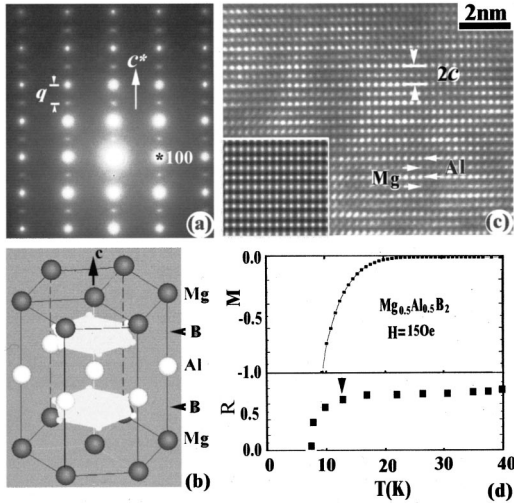 c*
q
*100
(a)
2nm
2c
Al
Mg
(c)
c
Mg
B
Al
B
Mg
(b)
0.0
-0.5
-1.0
M
Mg0.5Al0.5B2
H=15Oe
R
0.5
0.0
0 10 20 30 40
T(K)
(d)